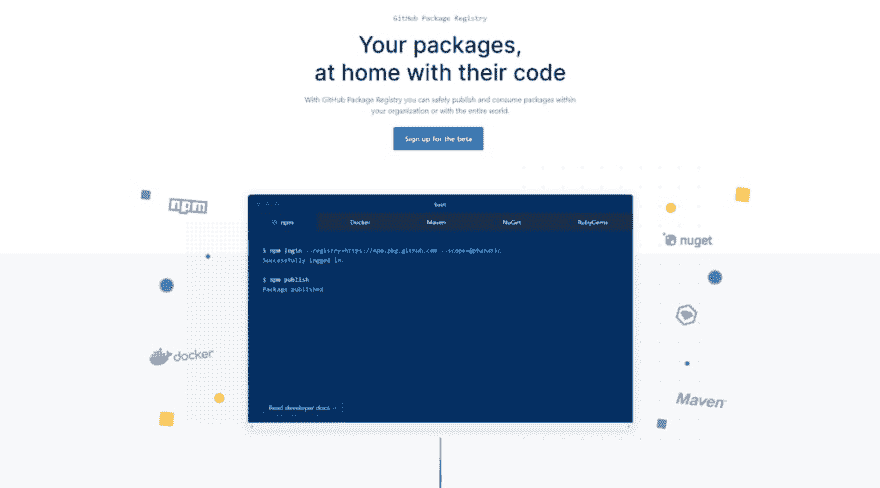 GitHub Package Registry
Your packages,
at home with their code
With GitHub Package Registry you can safely publish and consume packages within
your organization or with the entire world.
Sign up for the beta
npm
bash
npm Docker Maven NuGet RubyGems
nuget
$ npm login --registry=https://npm.pkg.github.com
Successfully logged in.
$ npm publish
Package published
docker
Maven
Read developer docs